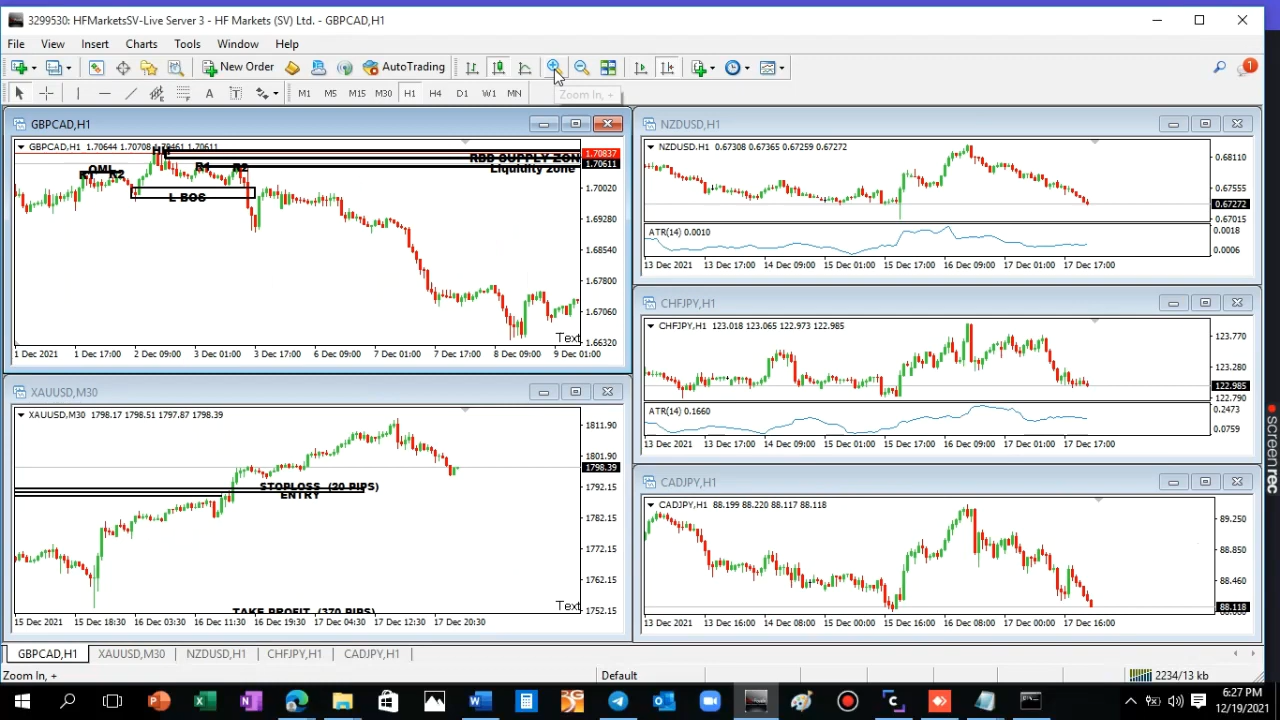 3299530: HFMarketsSV-Live Server 3 - HF Markets (SV) Ltd. - GBPCAD,H1
File View Insert Charts Tools Window Help
New Order AutoTrading
1
A T M1 M5 M15 M30 H1 H4 D1 W1 MN
Zoom In, +
GBPCAD,H1
GBPCAD,H1 1.70644 1.70708 1.70461 1.70611
RBD SUPPLY ZON
Liquidity zone
R1 R2
QML
R2
L BOS
Text
1.70837
1.70611
1.70020
1.69280
1.68540
1.67800
1.67060
1.66320
1 Dec 2021 1 Dec 17:00 2 Dec 09:00 3 Dec 01:00 3 Dec 17:00 6 Dec 09:00 7 Dec 01:00 7 Dec 17:00 8 Dec 09:00 9 Dec 01:00
XAUUSD,M30
XAUUSD,M30 1798.17 1798.51 1797.87 1798.39
STOPLOSS (20 PIPS)
ENTRY
TAKE PROFIT (370 PIPS)
Text
1811.90
1801.90
1798.39
1792.15
1782.15
1772.15
1762.15
1752.15
15 Dec 2021 15 Dec 18:30 16 Dec 03:30 16 Dec 11:30 16 Dec 19:30 17 Dec 04:30 17 Dec 12:30 17 Dec 20:30
NZDUSD,H1
NZDUSD,H1 0.67308 0.67365 0.67259 0.67272
0.68110
0.67555
0.67272
0.67015
ATR(14) 0.0010
0.0018
0.0006
13 Dec 2021 13 Dec 17:00 14 Dec 09:00 15 Dec 01:00 15 Dec 17:00 16 Dec 09:00 17 Dec 01:00 17 Dec 17:00
CHFJPY,H1
CHFJPY,H1 123.018 123.065 122.973 122.985
123.770
123.280
122.985
122.790
ATR(14) 0.1660
0.2473
0.0759
13 Dec 2021 13 Dec 17:00 14 Dec 09:00 15 Dec 01:00 15 Dec 17:00 16 Dec 09:00 17 Dec 01:00 17 Dec 17:00
CADJPY,H1
CADJPY,H1 88.199 88.220 88.117 88.118
89.250
88.850
88.460
88.118
13 Dec 2021 13 Dec 16:00 14 Dec 08:00 15 Dec 00:00 15 Dec 16:00 16 Dec 08:00 17 Dec 00:00 17 Dec 16:00
GBPCAD,H1 XAUUSD,M30 NZDUSD,H1 CHFJPY,H1 CADJPY,H1
Zoom In, + Default 2234/13 kb
6:27 PM
12/19/2021
screenrec